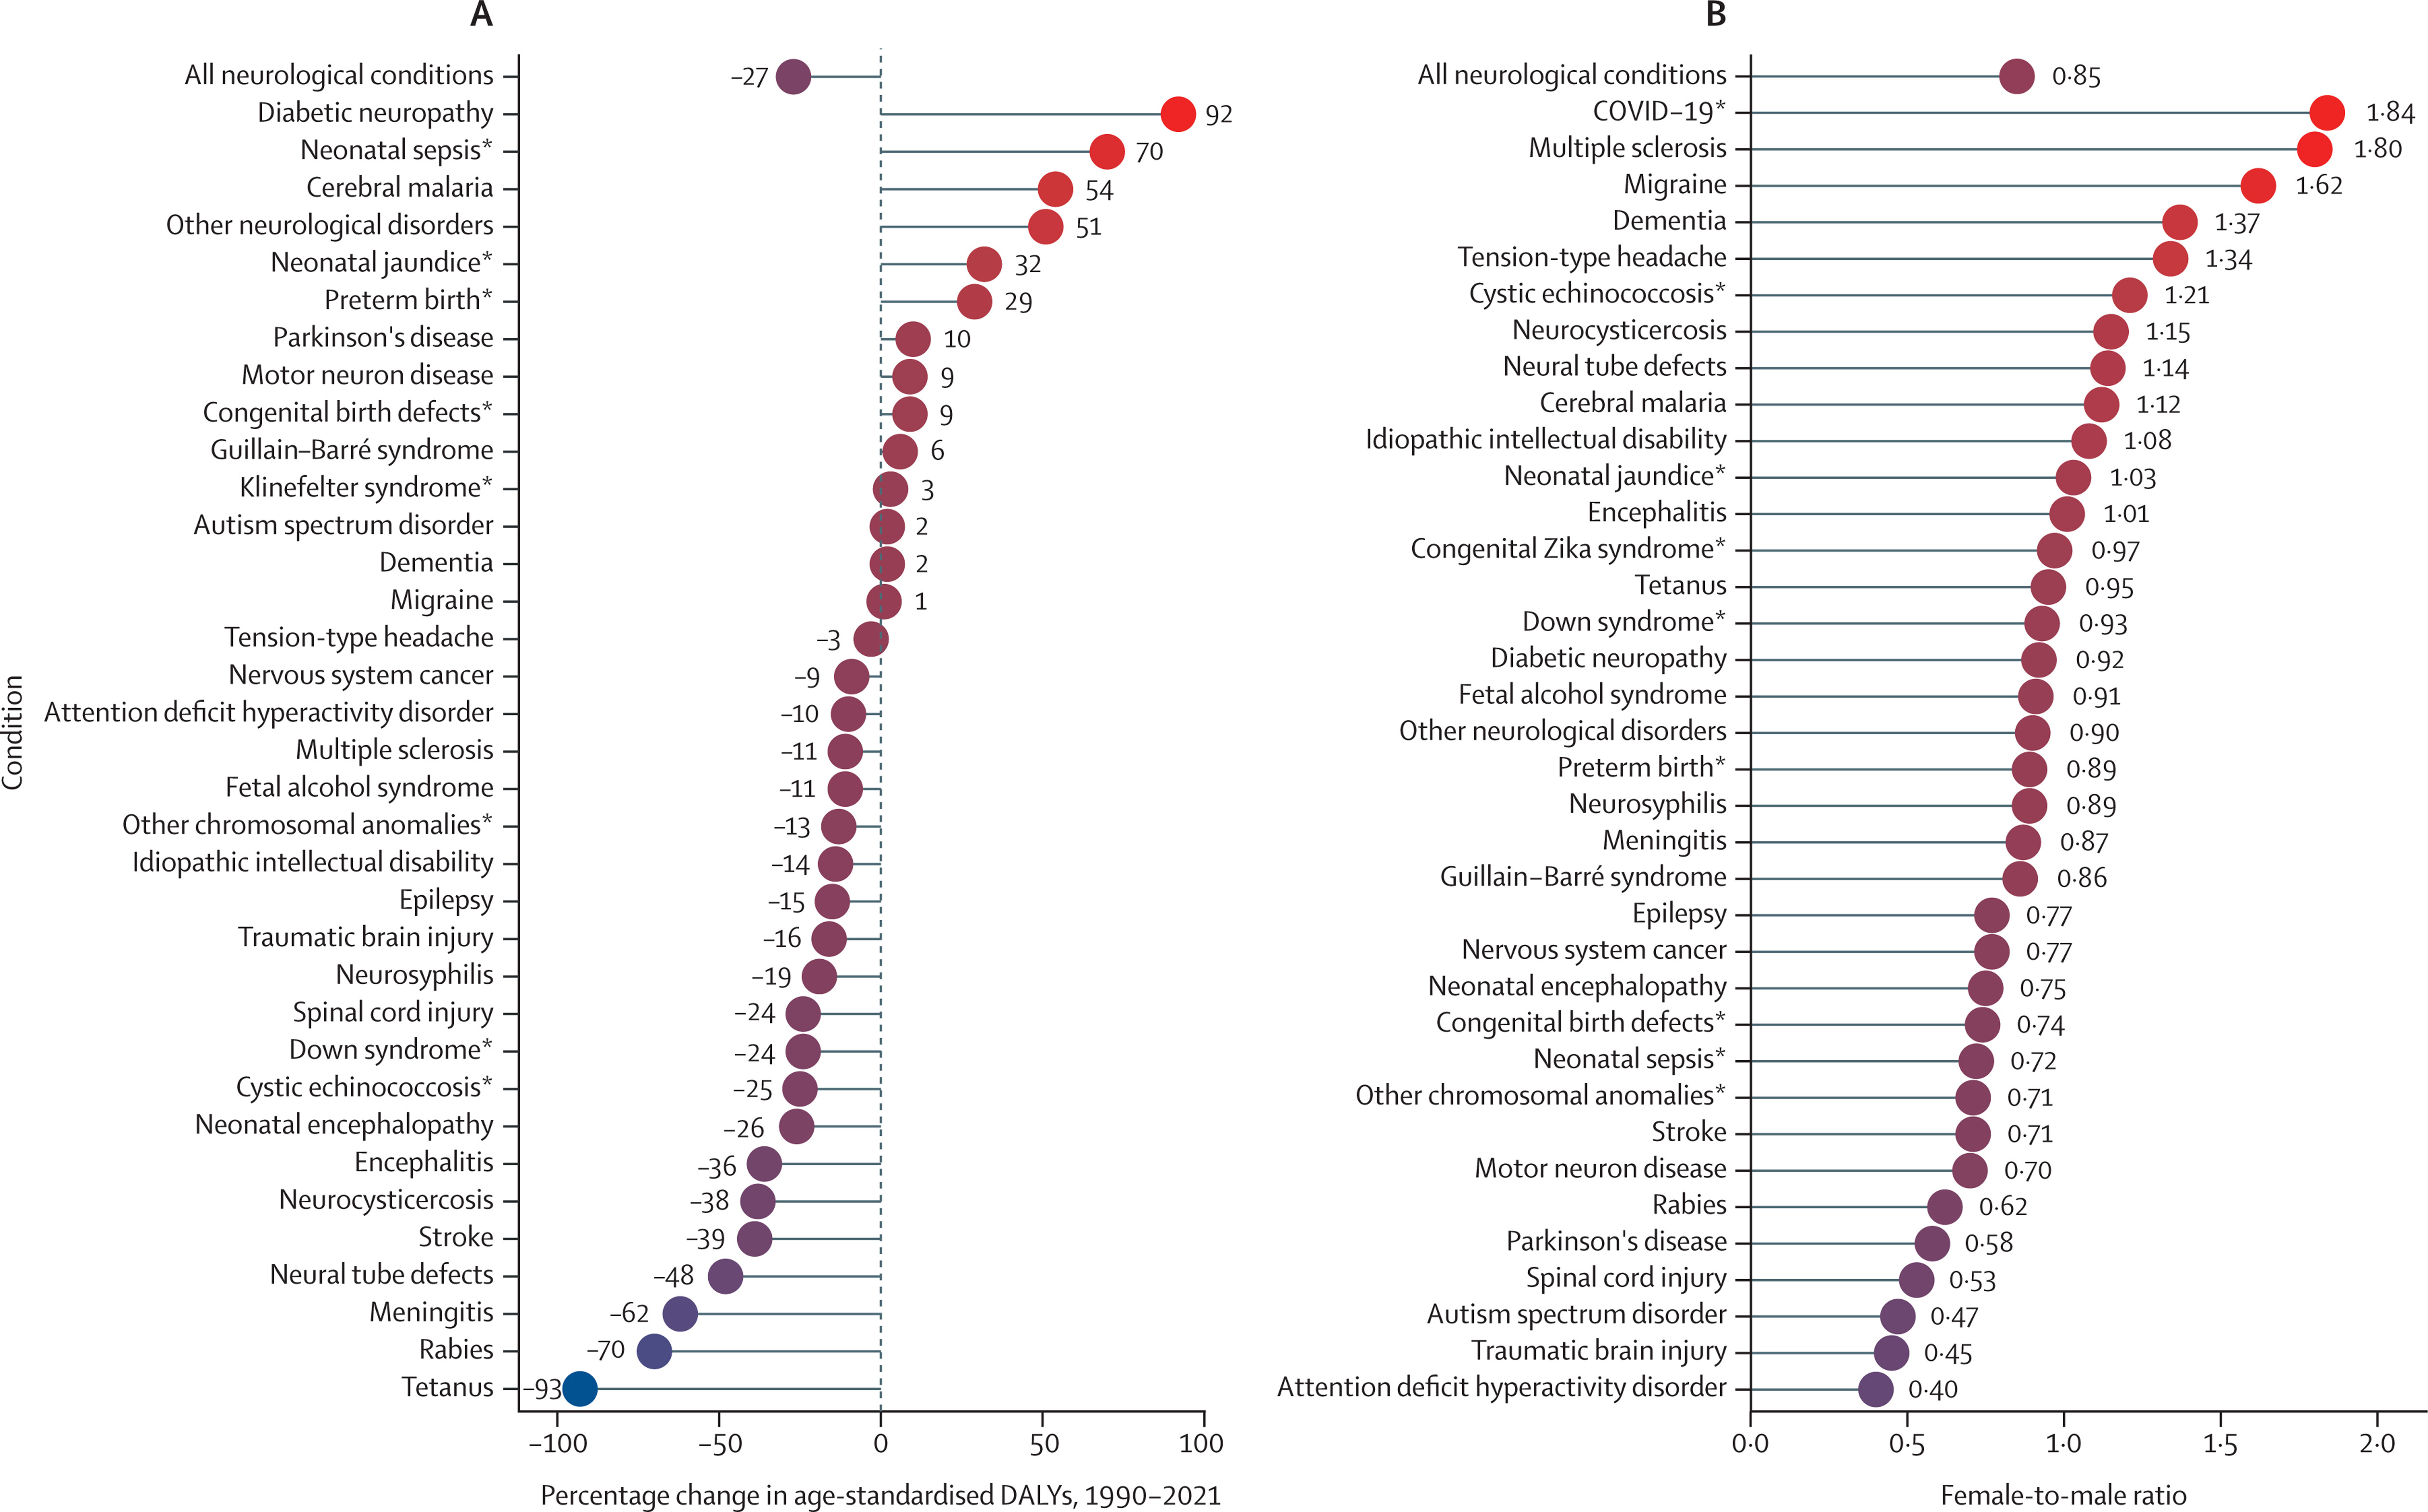 A
All neurological conditions –27
Diabetic neuropathy 92
Neonatal sepsis* 70
Cerebral malaria 54
Other neurological disorders 51
Neonatal jaundice* 32
Preterm birth* 29
Parkinson's disease 10
Motor neuron disease 9
Congenital birth defects* 9
Guillain–Barré syndrome 6
Klinefelter syndrome* 3
Autism spectrum disorder 2
Dementia 2
Migraine 1
Tension-type headache –3
Nervous system cancer –9
Attention deficit hyperactivity disorder –10
Multiple sclerosis –11
Fetal alcohol syndrome –11
Other chromosomal anomalies* –13
Idiopathic intellectual disability –14
Epilepsy –15
Traumatic brain injury –16
Neurosyphilis –19
Spinal cord injury –24
Down syndrome* –24
Cystic echinococcosis* –25
Neonatal encephalopathy –26
Encephalitis –36
Neurocysticercosis –38
Stroke –39
Neural tube defects –48
Meningitis –62
Rabies –70
Tetanus –93
Condition
–100 –50 0 50 100
Percentage change in age-standardised DALYs, 1990–2021
B
All neurological conditions 0·85
COVID–19* 1·84
Multiple sclerosis 1·80
Migraine 1·62
Dementia 1·37
Tension-type headache 1·34
Cystic echinococcosis* 1·21
Neurocysticercosis 1·15
Neural tube defects 1·14
Cerebral malaria 1·12
Idiopathic intellectual disability 1·08
Neonatal jaundice* 1·03
Encephalitis 1·01
Congenital Zika syndrome* 0·97
Tetanus 0·95
Down syndrome* 0·93
Diabetic neuropathy 0·92
Fetal alcohol syndrome 0·91
Other neurological disorders 0·90
Preterm birth* 0·89
Neurosyphilis 0·89
Meningitis 0·87
Guillain–Barré syndrome 0·86
Epilepsy 0·77
Nervous system cancer 0·77
Neonatal encephalopathy 0·75
Congenital birth defects* 0·74
Neonatal sepsis* 0·72
Other chromosomal anomalies* 0·71
Stroke 0·71
Motor neuron disease 0·70
Rabies 0·62
Parkinson's disease 0·58
Spinal cord injury 0·53
Autism spectrum disorder 0·47
Traumatic brain injury 0·45
Attention deficit hyperactivity disorder 0·40
0·0 0·5 1·0 1·5 2·0
Female-to-male ratio